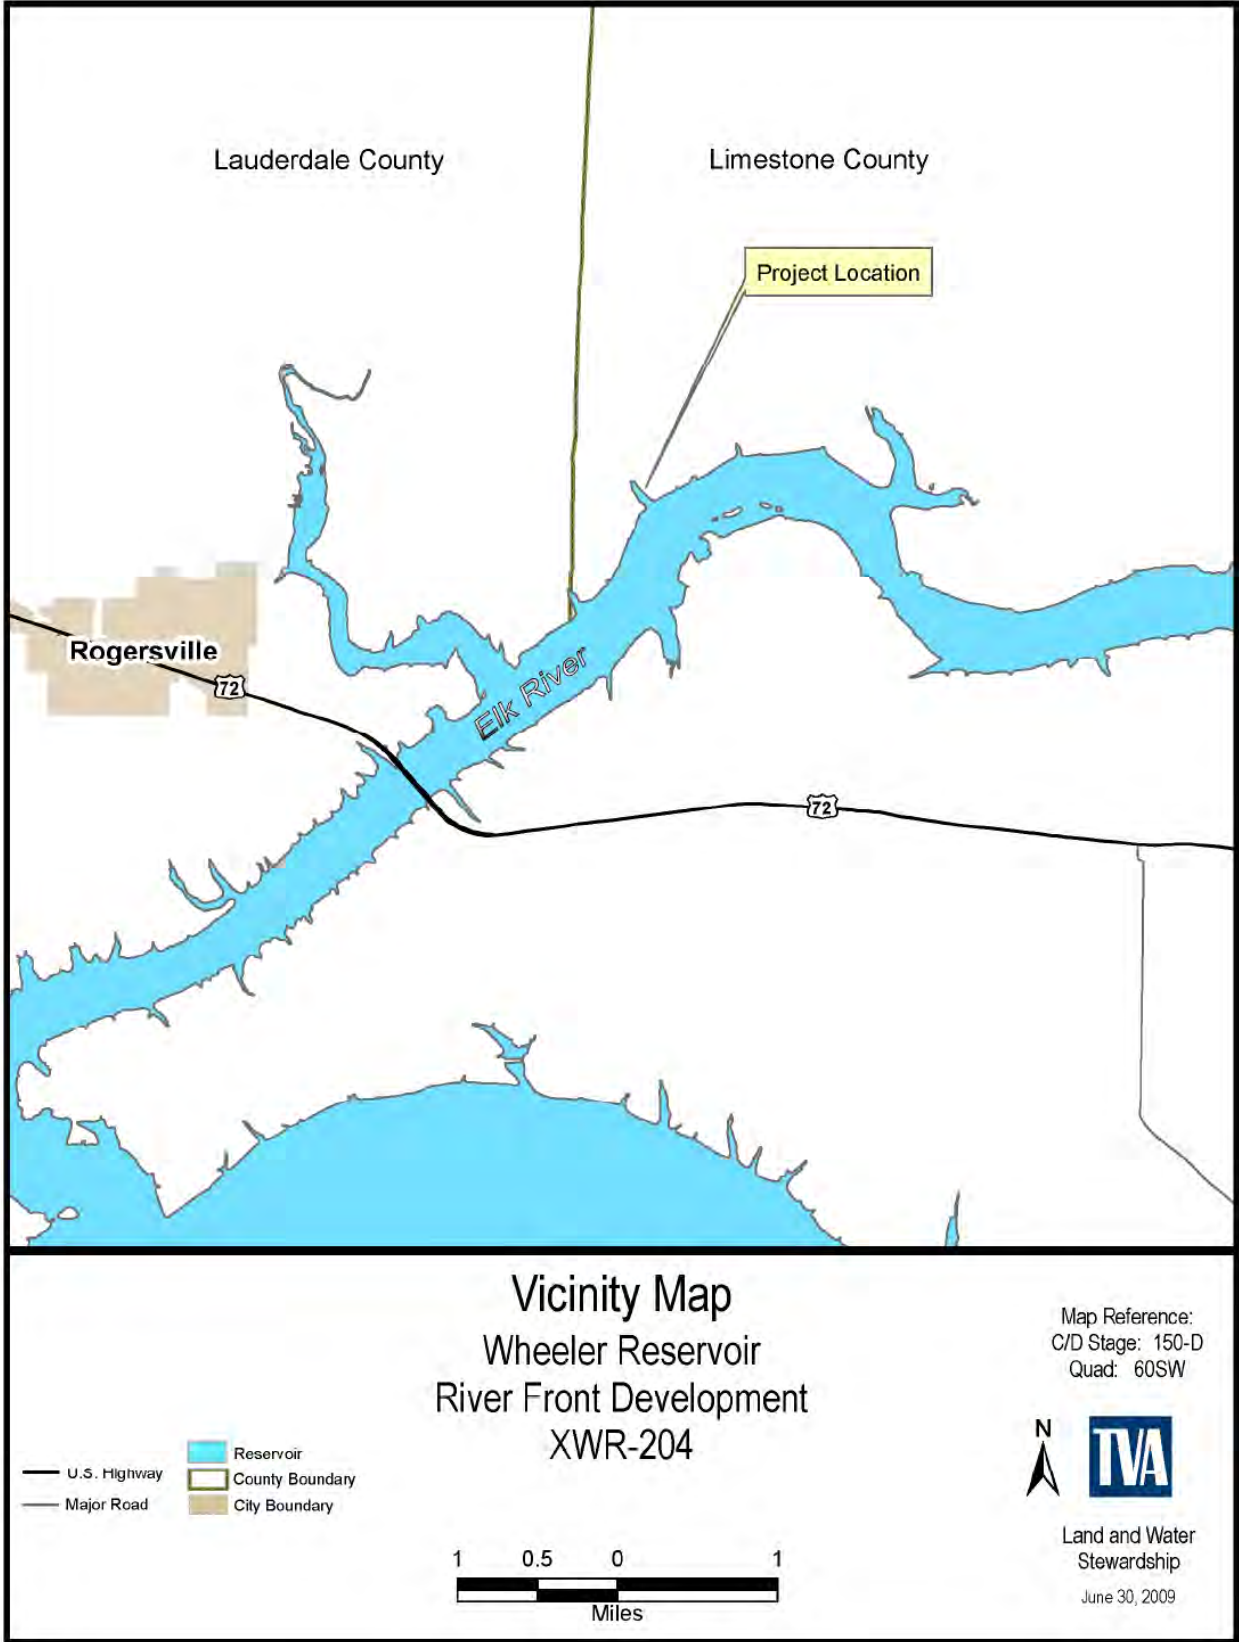 Lauderdale County
Limestone County
Project Location
Rogersville
72
Elk River
72
Vicinity Map
Wheeler Reservoir
River Front Development
XWR-204
Map Reference:
C/D Stage: 150-D
Quad: 60SW
N
TVA
Land and Water
Stewardship
June 30, 2009
U.S. Highway
Major Road
Reservoir
County Boundary
City Boundary
1 0.5 0 1
Miles